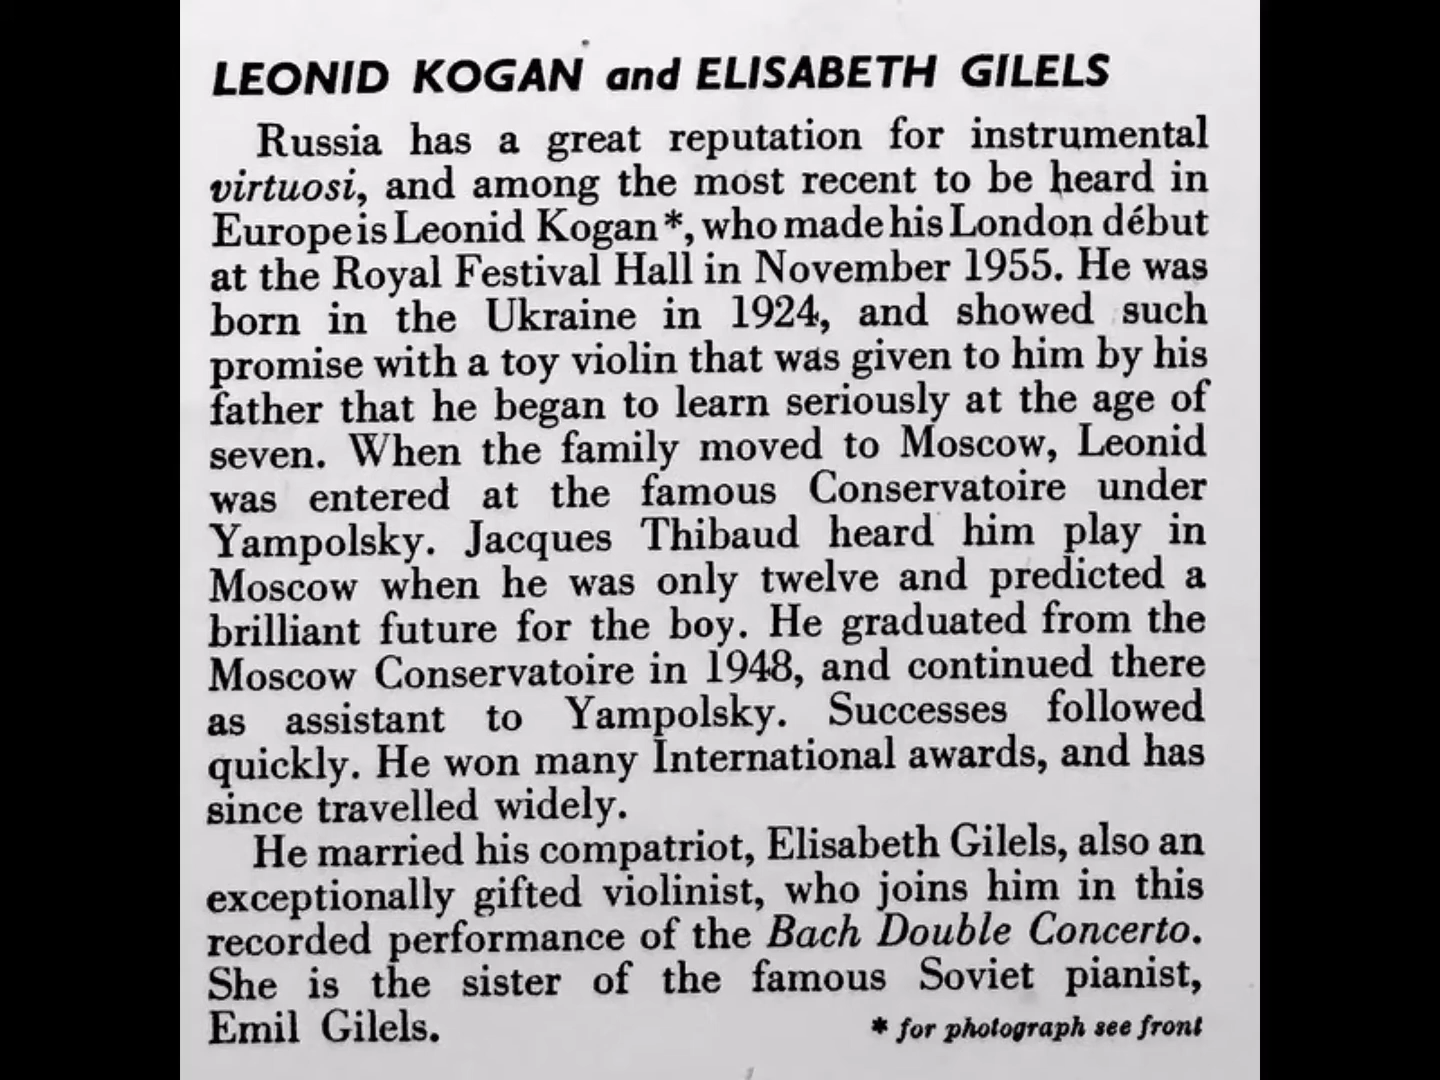 LEONID KOGAN and ELISABETH GILELS
Russia has a great reputation for instrumental
virtuosi, and among the most recent to be heard in
Europe is Leonid Kogan*, who made his London début
at the Royal Festival Hall in November 1955. He was
born in the Ukraine in 1924, and showed such
promise with a toy violin that was given to him by his
father that he began to learn seriously at the age of
seven. When the family moved to Moscow, Leonid
was entered at the famous Conservatoire under
Yampolsky. Jacques Thibaud heard him play in
Moscow when he was only twelve and predicted a
brilliant future for the boy. He graduated from the
Moscow Conservatoire in 1948, and continued there
as assistant to Yampolsky. Successes followed
quickly. He won many International awards, and has
since travelled widely.
He married his compatriot, Elisabeth Gilels, also an
exceptionally gifted violinist, who joins him in this
recorded performance of the Bach Double Concerto.
She is the sister of the famous Soviet pianist,
Emil Gilels.
* for photograph see front